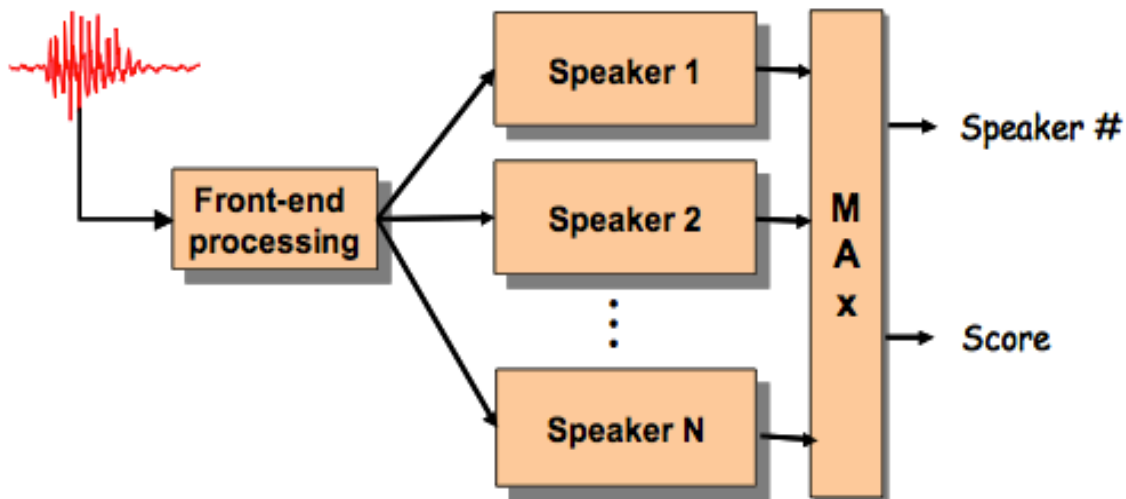 Speaker 1
Speaker #
Front-end
processing
Speaker 2
M
A
x
Score
Speaker N